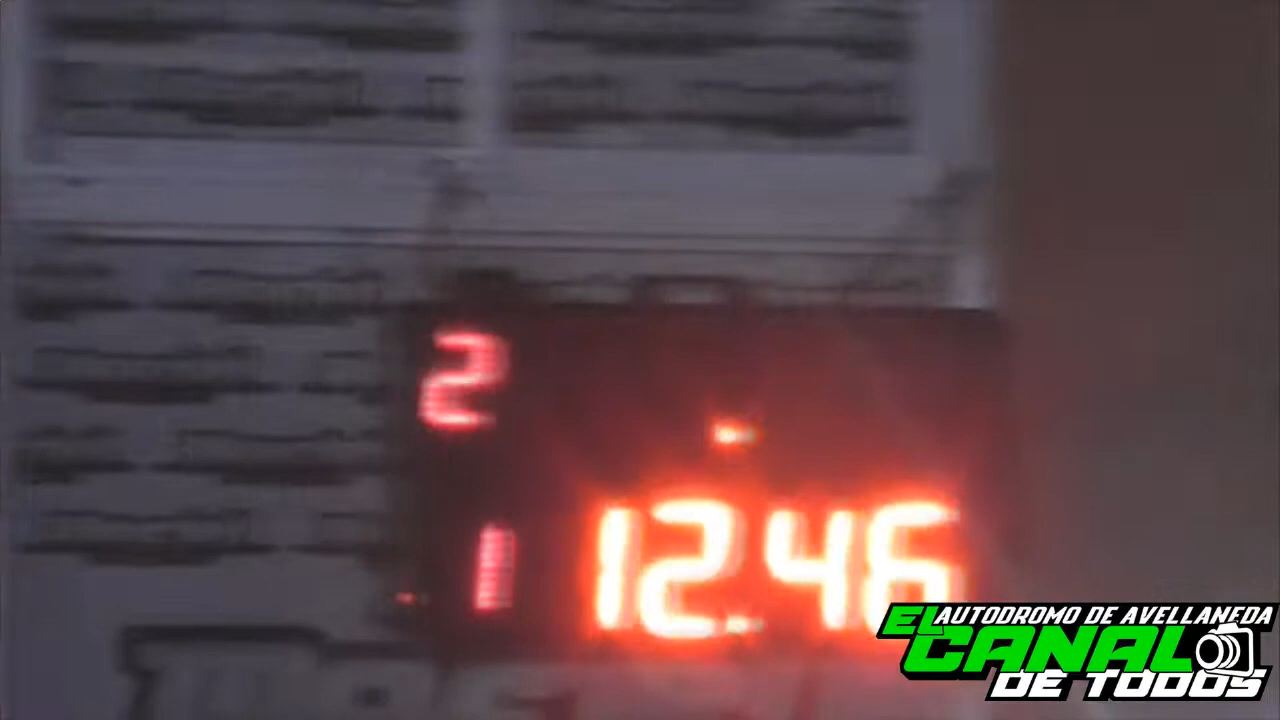 2
-
1 12.46
EL AUTODROMO DE AVELLANEDA
CANAL
DE TODOS